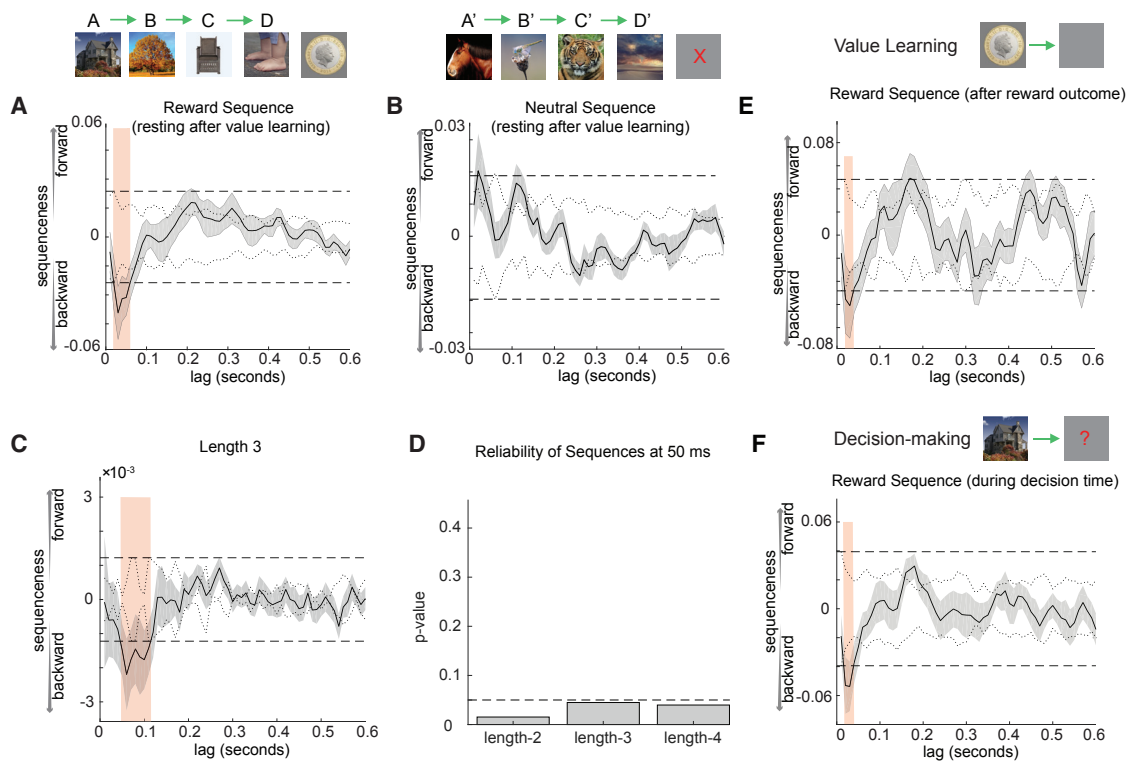 A → B → C → D
A' → B' → C' → D'
X
Value Learning
A
Reward Sequence
(resting after value learning)
sequenceness
forward
backward
0.06
0
-0.06
0 0.1 0.2 0.3 0.4 0.5 0.6
lag (seconds)
B
Neutral Sequence
(resting after value learning)
sequenceness
forward
backward
0.03
0
-0.03
0 0.1 0.2 0.3 0.4 0.5 0.6
lag (seconds)
E
Reward Sequence (after reward outcome)
sequenceness
forward
backward
0.08
0
-0.08
0 0.1 0.2 0.3 0.4 0.5 0.6
lag (seconds)
C
Length 3
×10⁻³
sequenceness
forward
backward
3
0
-3
0 0.1 0.2 0.3 0.4 0.5 0.6
lag (seconds)
D
Reliability of Sequences at 50 ms
p-value
0.4
0.3
0.2
0.1
0
length-2 length-3 length-4
Decision-making
?
F
Reward Sequence (during decision time)
sequenceness
forward
backward
0.06
0
-0.06
0 0.1 0.2 0.3 0.4 0.5 0.6
lag (seconds)